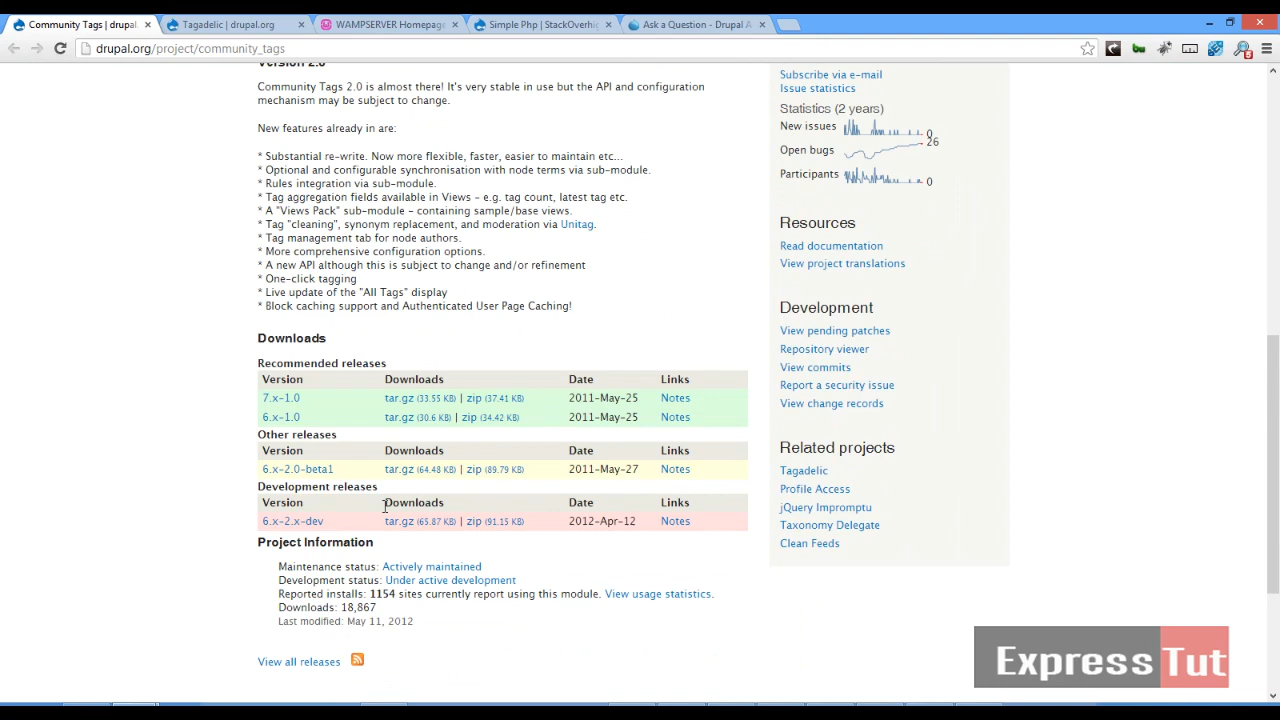 Community Tags | drupal.
Tagadelic | drupal.org
WAMPSERVER Homepage
Simple Php | StackOverhig
Ask a Question - Drupal A
drupal.org/project/community_tags
Version 2.0
Community Tags 2.0 is almost there! It's very stable in use but the API and configuration
mechanism may be subject to change.
New features already in are:
* Substantial re-write. Now more flexible, faster, easier to maintain etc...
* Optional and configurable synchronisation with node terms via sub-module.
* Rules integration via sub-module.
* Tag aggregation fields available in Views - e.g. tag count, latest tag etc.
* A "Views Pack" sub-module - containing sample/base views.
* Tag "cleaning", synonym replacement, and moderation via Unitag.
* Tag management tab for node authors.
* More comprehensive configuration options.
* A new API although this is subject to change and/or refinement
* One-click tagging
* Live update of the "All Tags" display
* Block caching support and Authenticated User Page Caching!
Downloads
Recommended releases
Version Downloads Date Links
7.x-1.0 tar.gz (33.55 KB) | zip (37.41 KB) 2011-May-25 Notes
6.x-1.0 tar.gz (30.6 KB) | zip (34.42 KB) 2011-May-25 Notes
Other releases
Version Downloads Date Links
6.x-2.0-beta1 tar.gz (64.48 KB) | zip (89.79 KB) 2011-May-27 Notes
Development releases
Version Downloads Date Links
6.x-2.x-dev tar.gz (65.87 KB) | zip (91.15 KB) 2012-Apr-12 Notes
Project Information
Maintenance status: Actively maintained
Development status: Under active development
Reported installs: 1154 sites currently report using this module. View usage statistics.
Downloads: 18,867
Last modified: May 11, 2012
View all releases
Subscribe via e-mail
Issue statistics
Statistics (2 years)
New issues 0
Open bugs 26
Participants 0
Resources
Read documentation
View project translations
Development
View pending patches
Repository viewer
View commits
Report a security issue
View change records
Related projects
Tagadelic
Profile Access
jQuery Impromptu
Taxonomy Delegate
Clean Feeds
Express Tut